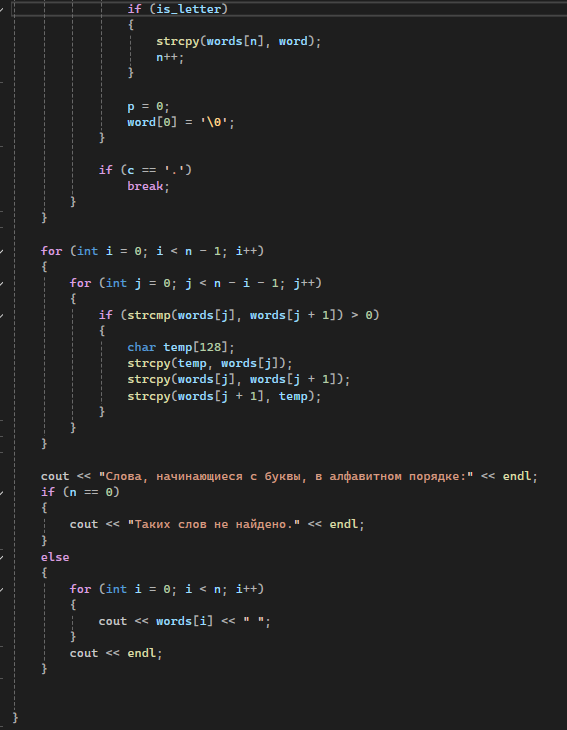 if (is_letter)
{
strcpy(words[n], word);
n++;
}
p = 0;
word[0] = '\0';
}
if (c == '.')
break;
}
}
for (int i = 0; i < n - 1; i++)
{
for (int j = 0; j < n - i - 1; j++)
{
if (strcmp(words[j], words[j + 1]) > 0)
{
char temp[128];
strcpy(temp, words[j]);
strcpy(words[j], words[j + 1]);
strcpy(words[j + 1], temp);
}
}
}
cout << "Слова, начинающиеся с буквы, в алфавитном порядке:" << endl;
if (n == 0)
{
cout << "Таких слов не найдено." << endl;
}
else
{
for (int i = 0; i < n; i++)
{
cout << words[i] << " ";
}
cout << endl;
}
}